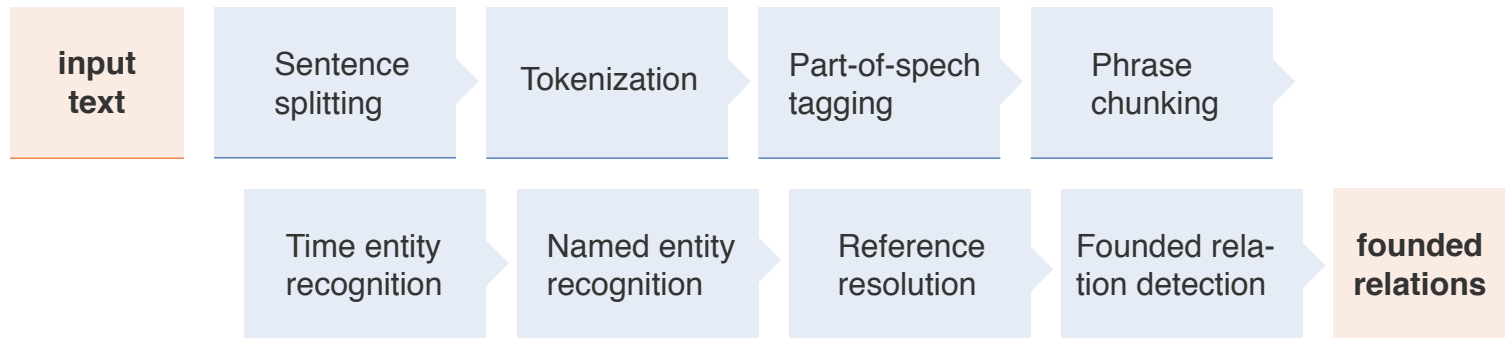 input
text
Sentence
splitting
Tokenization
Part-of-spech
tagging
Phrase
chunking
Time entity
recognition
Named entity
recognition
Reference
resolution
Founded rela-
tion detection
founded
relations